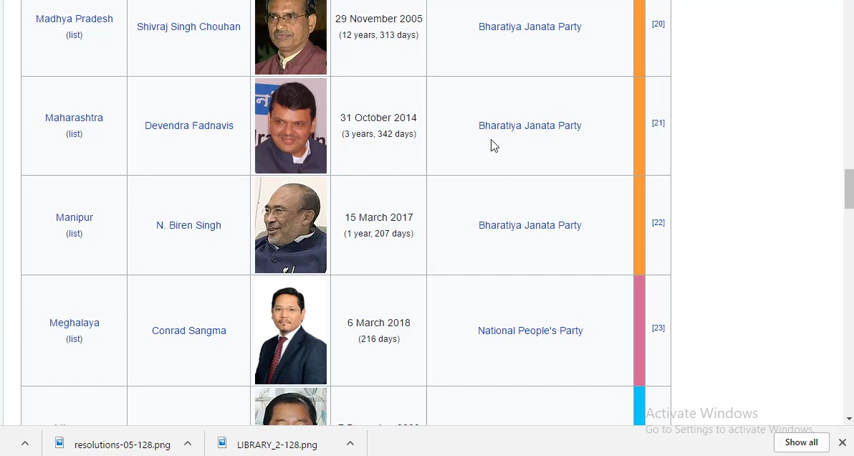 Madhya Pradesh
(list)
Shivraj Singh Chouhan
29 November 2005
(12 years, 313 days)
Bharatiya Janata Party
[20]
Maharashtra
(list)
Devendra Fadnavis
31 October 2014
(3 years, 342 days)
Bharatiya Janata Party
[21]
Manipur
(list)
N. Biren Singh
15 March 2017
(1 year, 207 days)
Bharatiya Janata Party
[22]
Meghalaya
(list)
Conrad Sangma
6 March 2018
(216 days)
National People's Party
[23]
Activate Windows
Go to Settings to activate Windows.
resolutions-05-128.png
LIBRARY_2-128.png
Show all